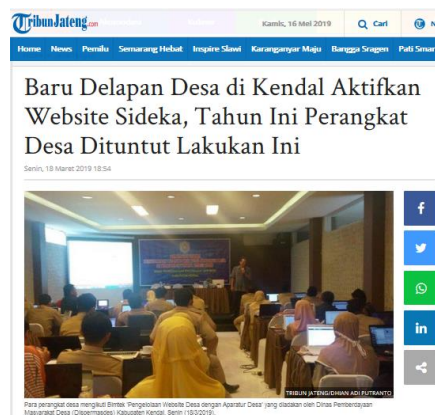 TribunJateng.com
Kamis, 16 Mei 2019
Cari
Home News Pemilu Semarang Hebat Inspire Slawi Karanganyar Maju Bangga Sragen Pati Smar
Baru Delapan Desa di Kendal Aktifkan
Website Sideka, Tahun Ini Perangkat
Desa Dituntut Lakukan Ini
Senin, 18 Maret 2019 18:54
TRIBUN JATENG/DHIAN ADI PUTRANTO
Para perangkat desa mengikuti Bimtek 'Pengelolaan Website Desa dengan Aparatur Desa' yang diadakan oleh Dinas Pemberdayaan
Masyarakat Desa (Dispermasdes) Kabupaten Kendal, Senin (18/3/2019).